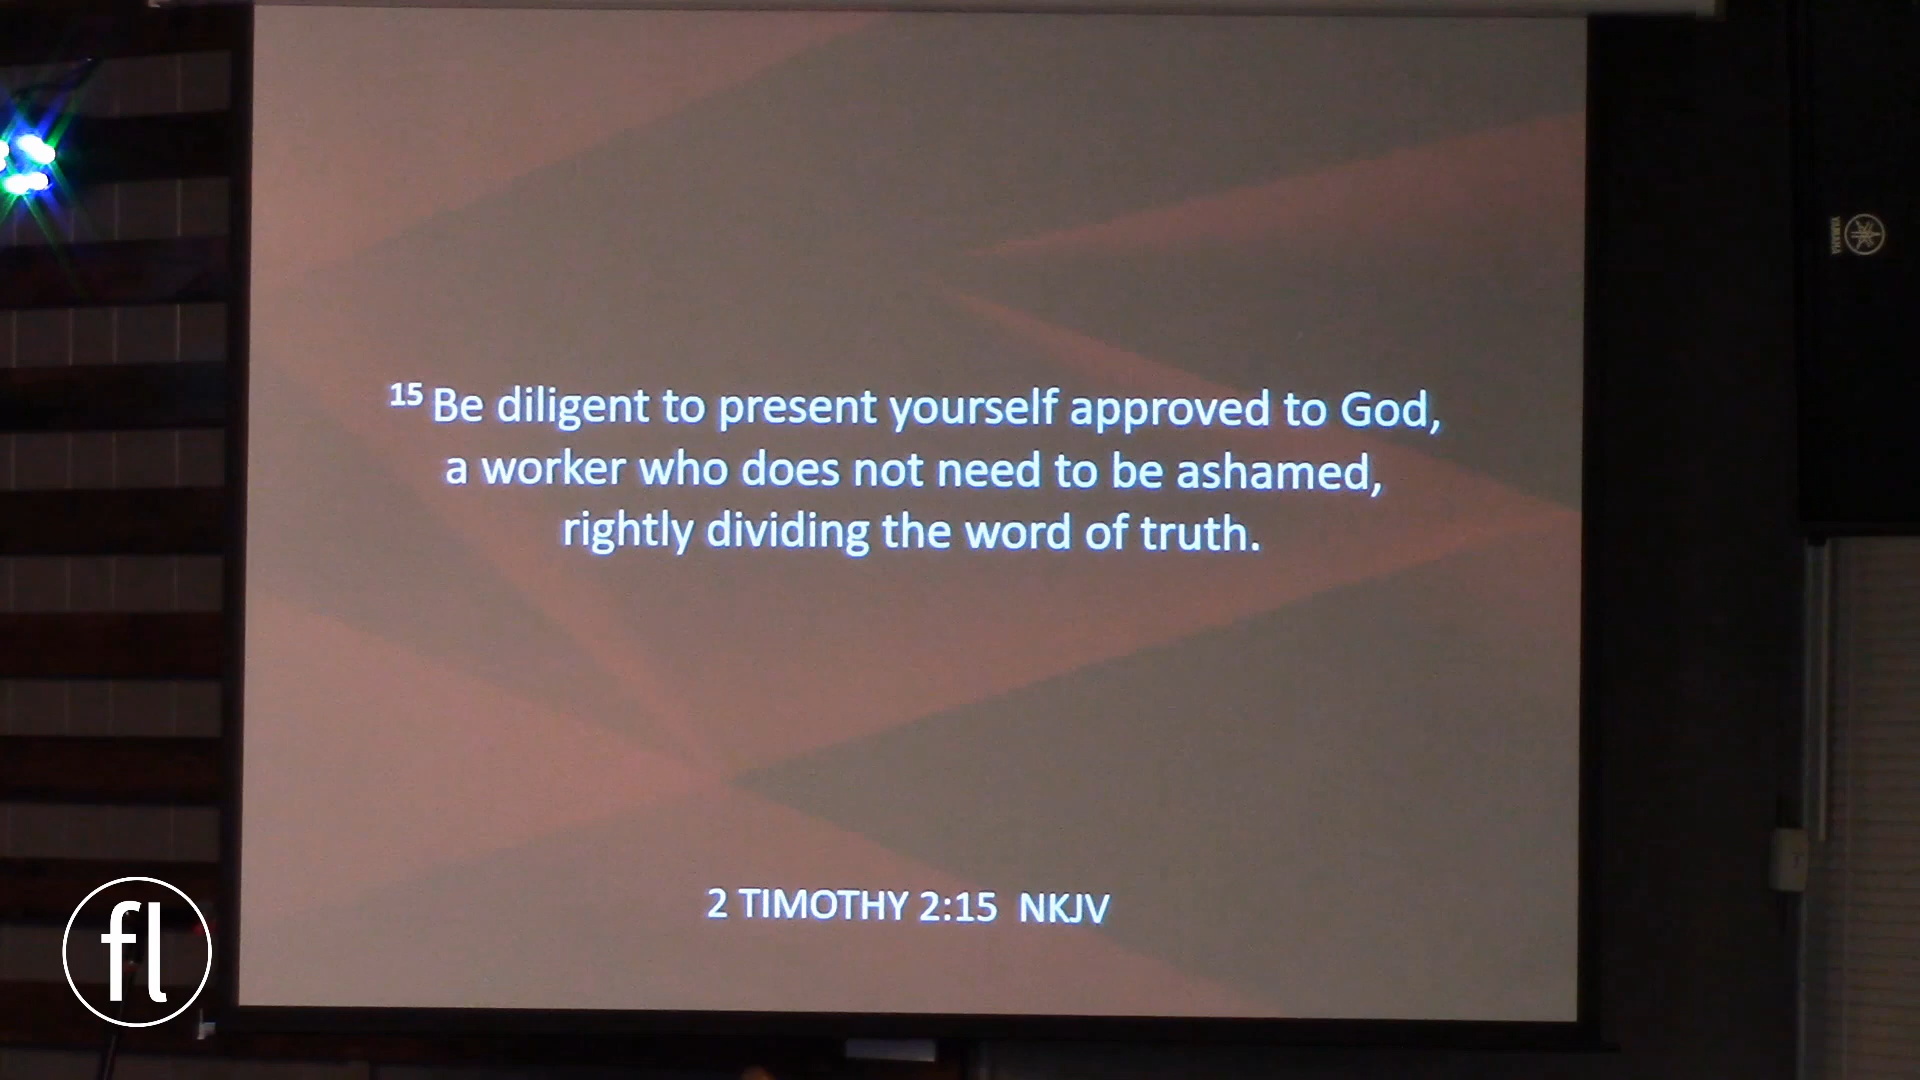 15 Be diligent to present yourself approved to God,
a worker who does not need to be ashamed,
rightly dividing the word of truth.
2 TIMOTHY 2:15 NKJV
fl
YAMAHA